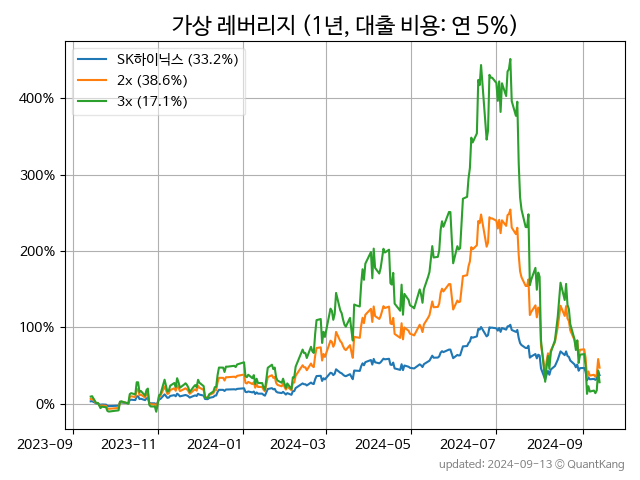 가상 레버리지 (1년, 대출 비용: 연 5%)
SK하이닉스 (33.2%)
2x (38.6%)
3x (17.1%)
400%
300%
200%
100%
0%
2023-09 2023-11 2024-01 2024-03 2024-05 2024-07 2024-09
updated: 2024-09-13 © QuantKang